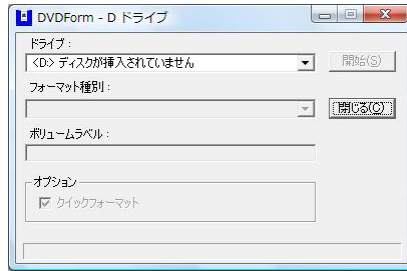 DVDForm - D ドライブ
ドライブ :
<D:> ディスクが挿入されていません
開始(S)
フォーマット種別 :
閉じる(C)
ボリュームラベル :
オプション
クイックフォーマット